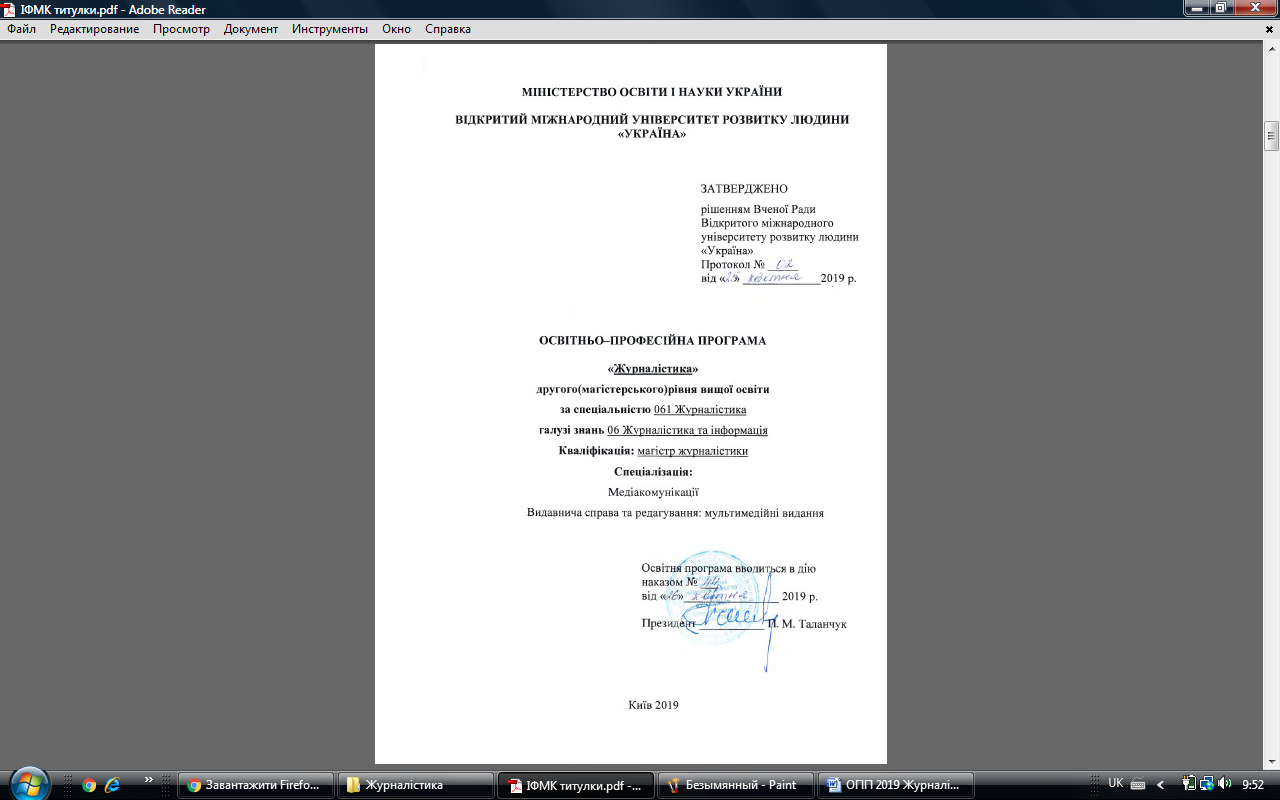 ІФМК титулки.pdf - Adobe Reader
Файл Редактирование Просмотр Документ Инструменты Окно Справка
МІНІСТЕРСТВО ОСВІТИ І НАУКИ УКРАЇНИ
ВІДКРИТИЙ МІЖНАРОДНИЙ УНІВЕРСИТЕТ РОЗВИТКУ ЛЮДИНИ
«УКРАЇНА»
ЗАТВЕРДЖЕНО
рішенням Вченої Ради
Відкритого міжнародного
університету розвитку людини
«Україна»
Протокол № 02
від «25» квітня 2019 р.
ОСВІТНЬО–ПРОФЕСІЙНА ПРОГРАМА
«Журналістика»
другого(магістерського)рівня вищої освіти
за спеціальністю 061 Журналістика
галузі знань 06 Журналістика та інформація
Кваліфікація: магістр журналістики
Спеціалізація:
Медіакомунікації
Видавнича справа та редагування: мультимедійні видання
Освітня програма вводиться в дію
наказом №
від «26» квітня 2019 р.
Президент П. М. Таланчук
Київ 2019
Завантажити Firefo... Журналістика ІФМК титулки.pdf -... Безымянный - Paint ОПП 2019 Журналі... UK 9:52